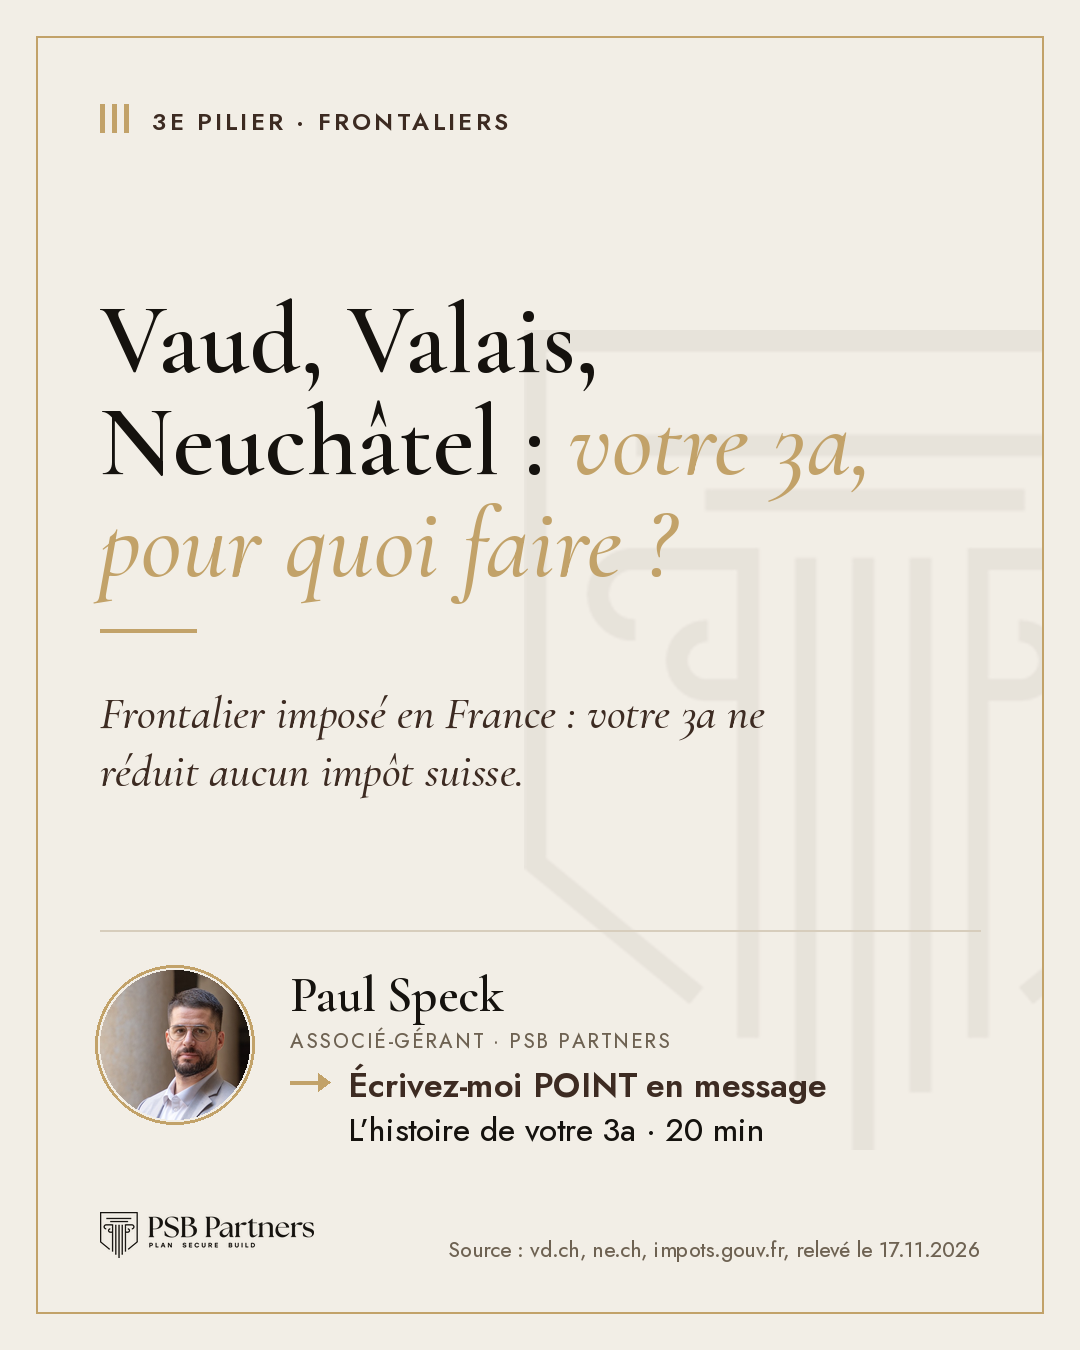 3E PILIER · FRONTALIERS
Vaud, Valais,
Neuchâtel : votre 3a,
pour quoi faire ?
Frontalier imposé en France : votre 3a ne
réduit aucun impôt suisse.
Paul Speck
ASSOCIÉ-GÉRANT · PSB PARTNERS
Écrivez-moi POINT en message
L’histoire de votre 3a · 20 min
PSB Partners
PLAN SECURE BUILD
Source : vd.ch, ne.ch, impots.gouv.fr, relevé le 17.11.2026